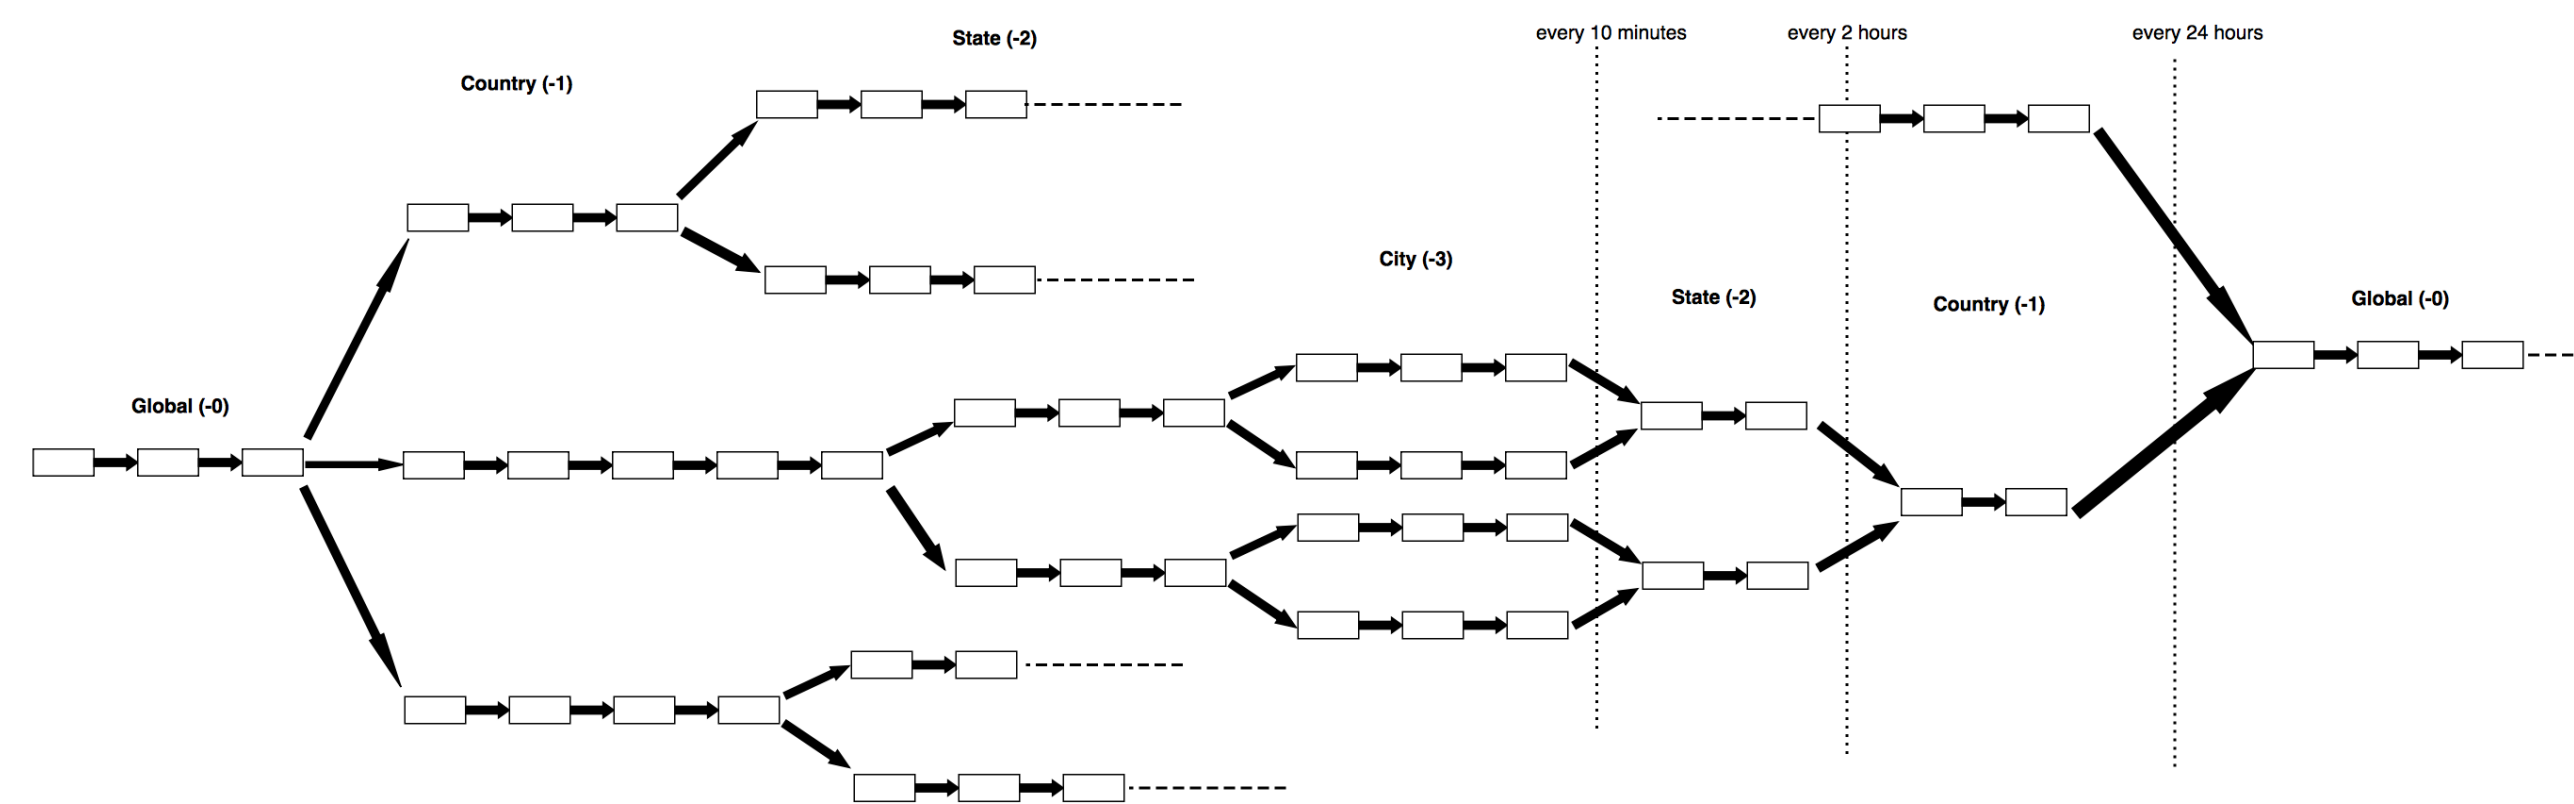 State (-2)
every 10 minutes
every 2 hours
every 24 hours
Country (-1)
City (-3)
State (-2)
Country (-1)
Global (-0)
Global (-0)